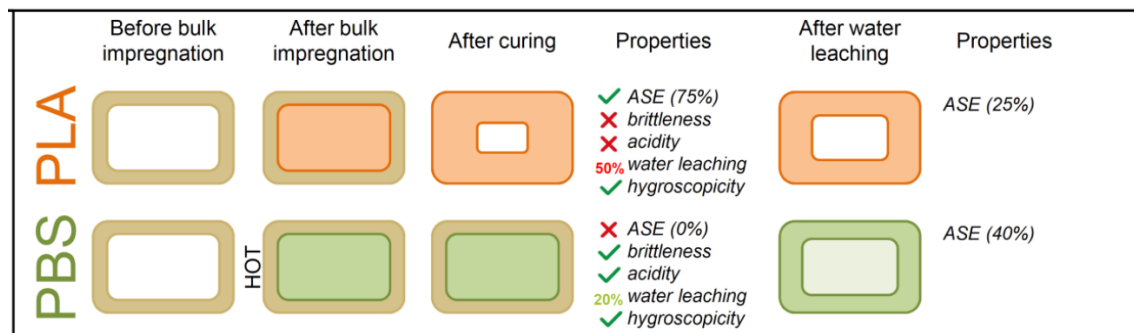 Before bulk
impregnation
After bulk
impregnation
After curing
Properties
After water
leaching
Properties
PLA
ASE (75%)
brittleness
acidity
50% water leaching
hygroscopicity
ASE (25%)
PBS
HOT
ASE (0%)
brittleness
acidity
20% water leaching
hygroscopicity
ASE (40%)